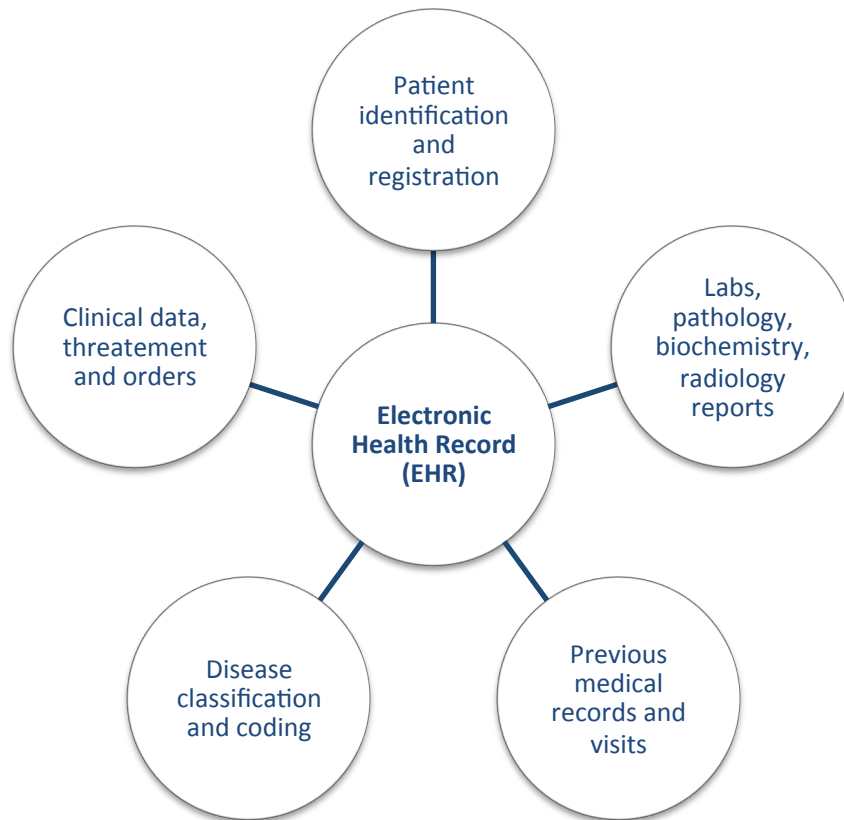 Patient
identification
and
registration
Clinical data,
threatement
and orders
Labs,
pathology,
biochemistry,
radiology
reports
Electronic
Health Record
(EHR)
Disease
classification
and coding
Previous
medical
records and
visits